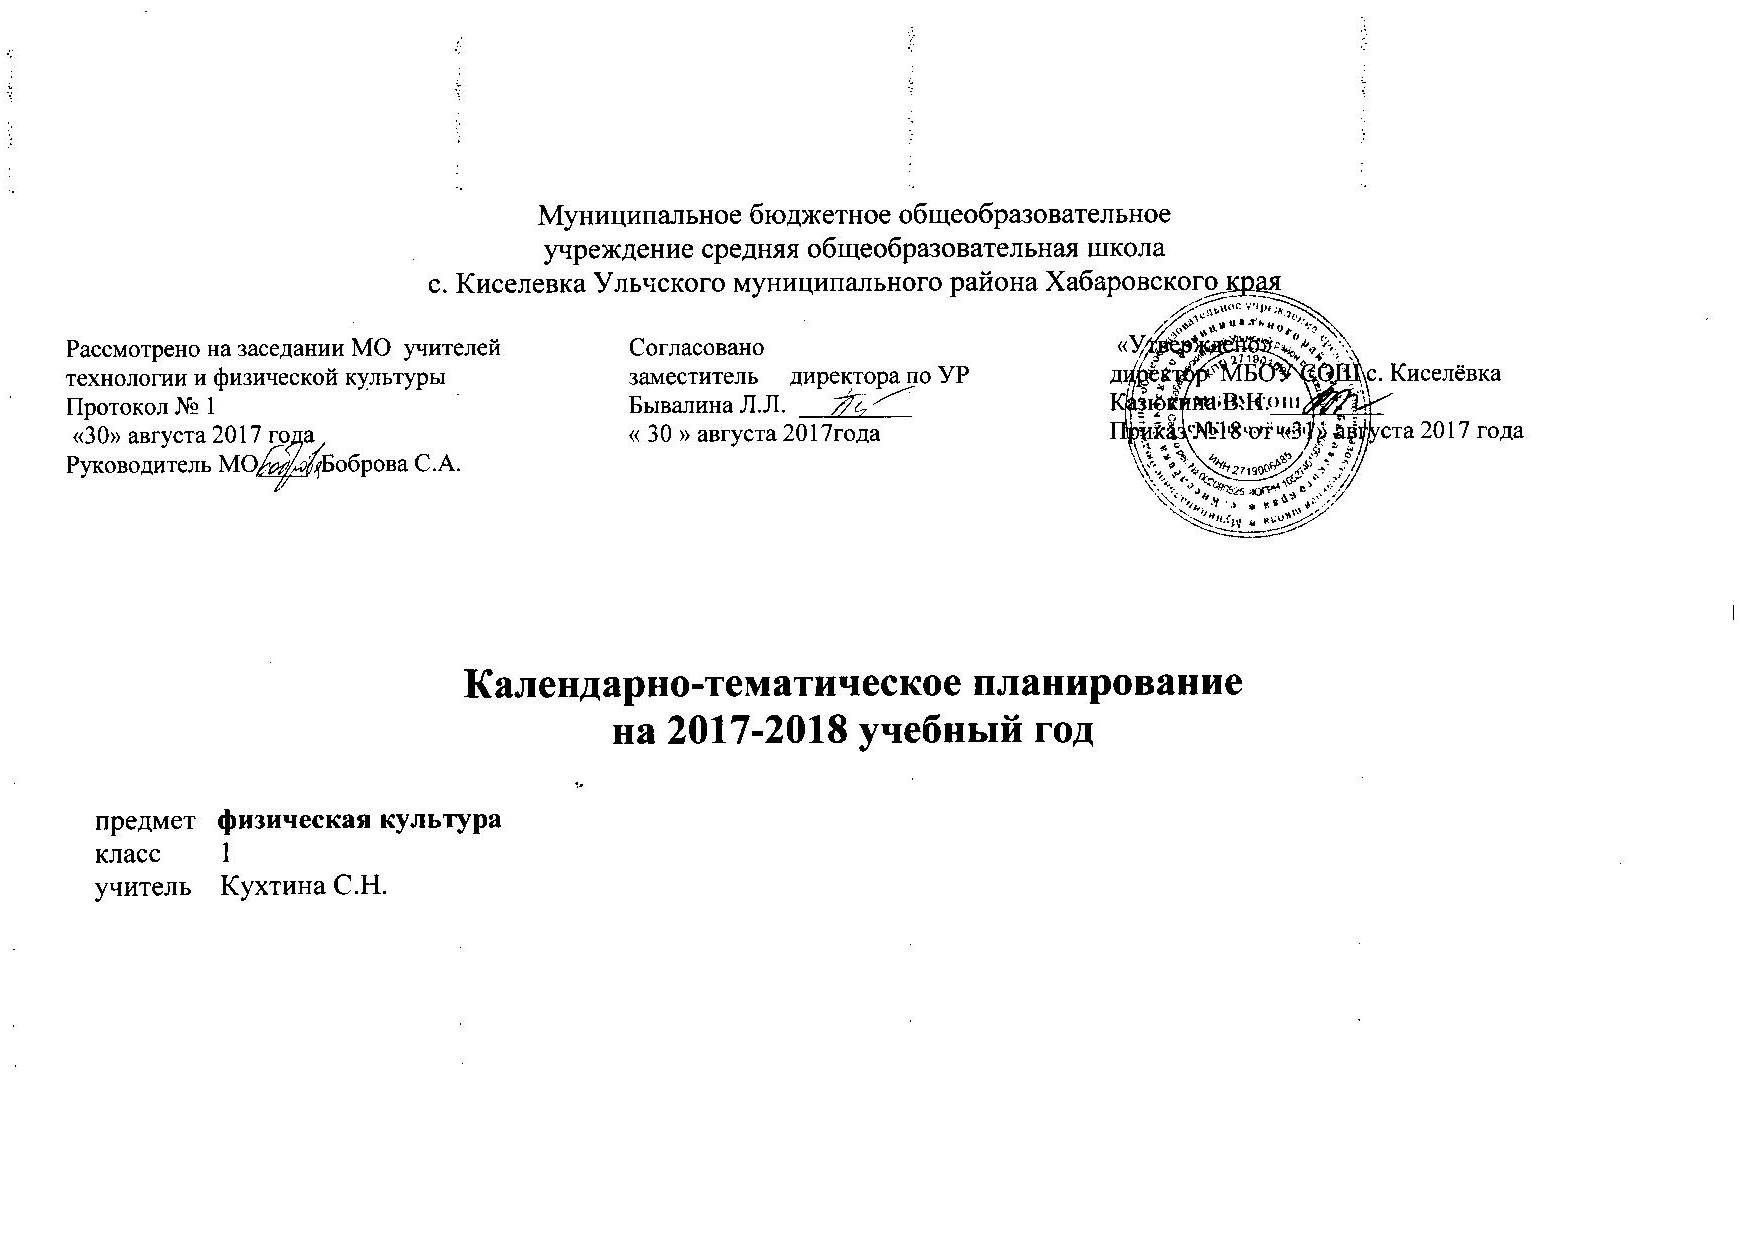 Муниципальное бюджетное общеобразовательное
учреждение средняя общеобразовательная школа
с. Киселевка Ульчского муниципального района Хабаровского края
Рассмотрено на заседании МО учителей
технологии и физической культуры
Протокол № 1
«30» августа 2017 года
Руководитель МО Боброва С.А.
Согласовано
заместитель директора по УР
Бывалина Л.Л.
« 30 » августа 2017года
«Утверждено»
директор МБОУ СОШ с. Киселёвка
Казюкина В.Н.
Приказ №18 от «31» августа 2017 года
ИНН 2719006485
Календарно-тематическое планирование
на 2017-2018 учебный год
предмет физическая культура
класс 1
учитель Кухтина С.Н.